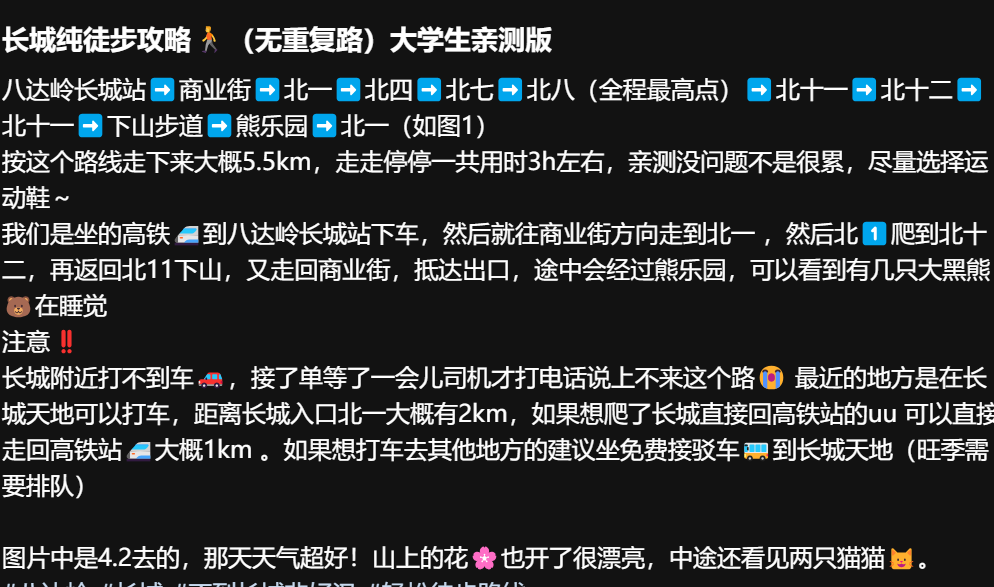 长城纯徒步攻略🚶（无重复路）大学生亲测版
八达岭长城站➡️商业街➡️北一➡️北四➡️北七➡️北八（全程最高点）➡️北十一➡️北十二➡️
北十一➡️下山步道➡️熊乐园➡️北一（如图1）
按这个路线走下来大概5.5km，走走停停一共用时3h左右，亲测没问题不是很累，尽量选择运
动鞋～
我们是坐的高铁🚄到八达岭长城站下车，然后就往商业街方向走到北一 ，然后北1️⃣爬到北十
二，再返回北11下山，又走回商业街，抵达出口，途中会经过熊乐园，可以看到有几只大黑熊
🐻在睡觉
注意‼️
长城附近打不到车🚗，接了单等了一会儿司机才打电话说上不来这个路😭 最近的地方是在长
城天地可以打车，距离长城入口北一大概有2km，如果想爬了长城直接回高铁站的uu 可以直接
走回高铁站🚄大概1km 。如果想打车去其他地方的建议坐免费接驳车🚌到长城天地（旺季需
要排队）
图片中是4.2去的，那天天气超好！山上的花🌸也开了很漂亮，中途还看见两只猫猫🐱。